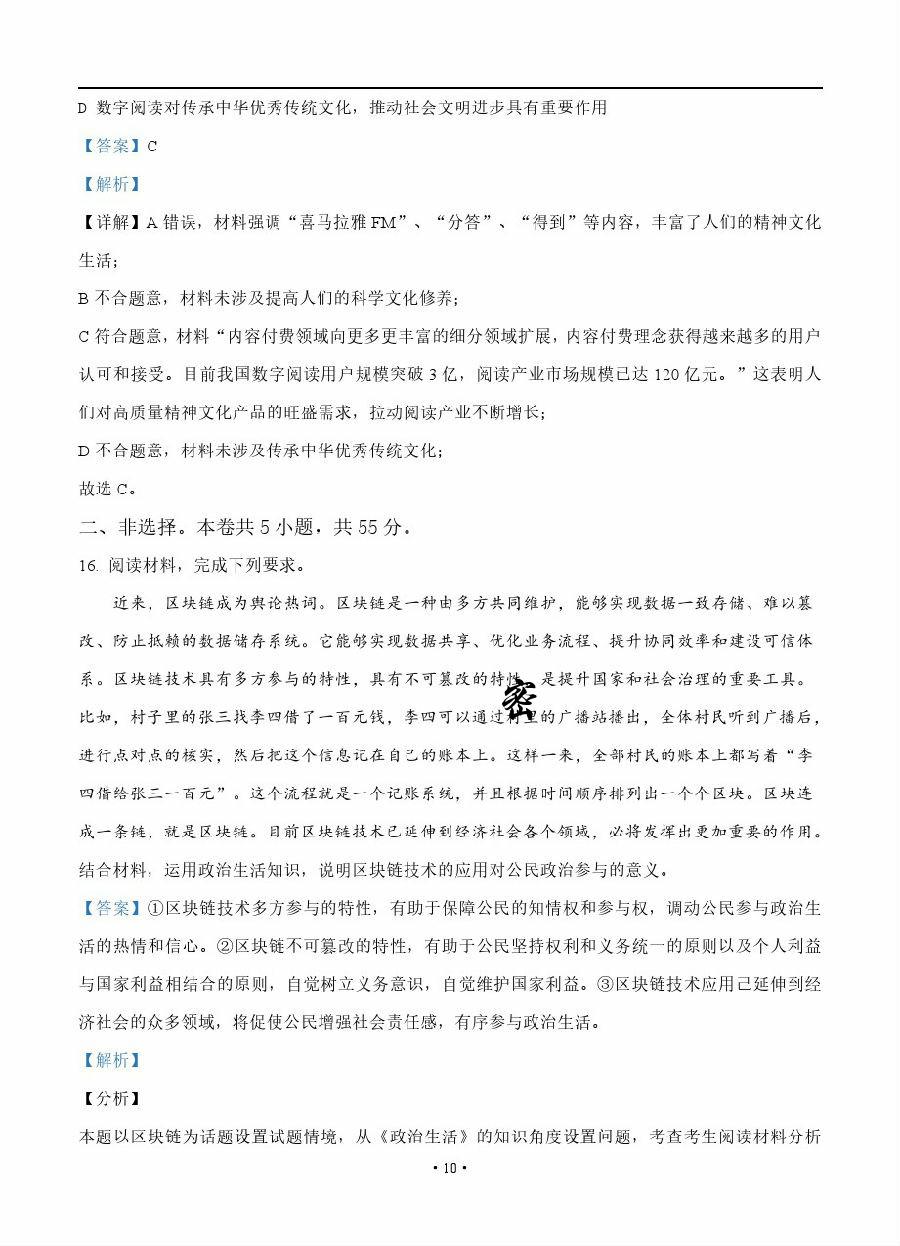 D 数字阅读对传承中华优秀传统文化，推动社会文明进步具有重要作用
【答案】C
【解析】
【详解】A 错误，材料强调“喜马拉雅 FM”、“分答”、“得到”等内容，丰富了人们的精神文化
生活；
B 不合题意，材料未涉及提高人们的科学文化修养；
C 符合题意，材料“内容付费领域向更多更丰富的细分领域扩展，内容付费理念获得越来越多的用户
认可和接受。目前我国数字阅读用户规模突破 3 亿，阅读产业市场规模已达 120 亿元。”这表明人
们对高质量精神文化产品的旺盛需求，拉动阅读产业不断增长；
D 不合题意，材料未涉及传承中华优秀传统文化；
故选 C。
二、非选择。本卷共 5 小题，共 55 分.
16. 阅读材料，完成下列要求。
近来，区块链成为舆论热词。区块链是一种由多方共同维护，能够实现数据一致存储、难以篡
改、防止抵赖的数据储存系统。它能够实现数据共享、优化业务流程、提升协同效率和建设可信体
系。区块链技术具有多方参与的特性，具有不可篡改的特 是提升国家和社会治理的重要工具。
密
比如，村子里的张三找李四借了一百元钱，李四可以通过 的广播站播出，全体村民听到广播后，
进行点对点的核实，然后把这个信息记在自己的账本上。这样一来，全部村民的账本上都写着“李
四借给张三一百元”。这个流程就是一个记账系统，并且根据时间顺序排列出一个个区块。区块连
成一条链，就是区块链。目前区块链技术已延伸到经济社会各个领域，必将发挥出更加重要的作用。
结合材料，运用政治生活知识，说明区块链技术的应用对公民政治参与的意义。
【答案】①区块链技术多方参与的特性，有助于保障公民的知情权和参与权，调动公民参与政治生
活的热情和信心。②区块链不可篡改的特性，有助于公民坚持权利和义务统一的原则以及个人利益
与国家利益相结合的原则，自觉树立义务意识，自觉维护国家利益。③区块链技术应用已延伸到经
济社会的众多领域，将促使公民增强社会责任感，有序参与政治生活。
【解析】
【分析】
本题以区块链为话题设置试题情境，从《政治生活》的知识角度设置问题，考查考生阅读材料分析
·10·